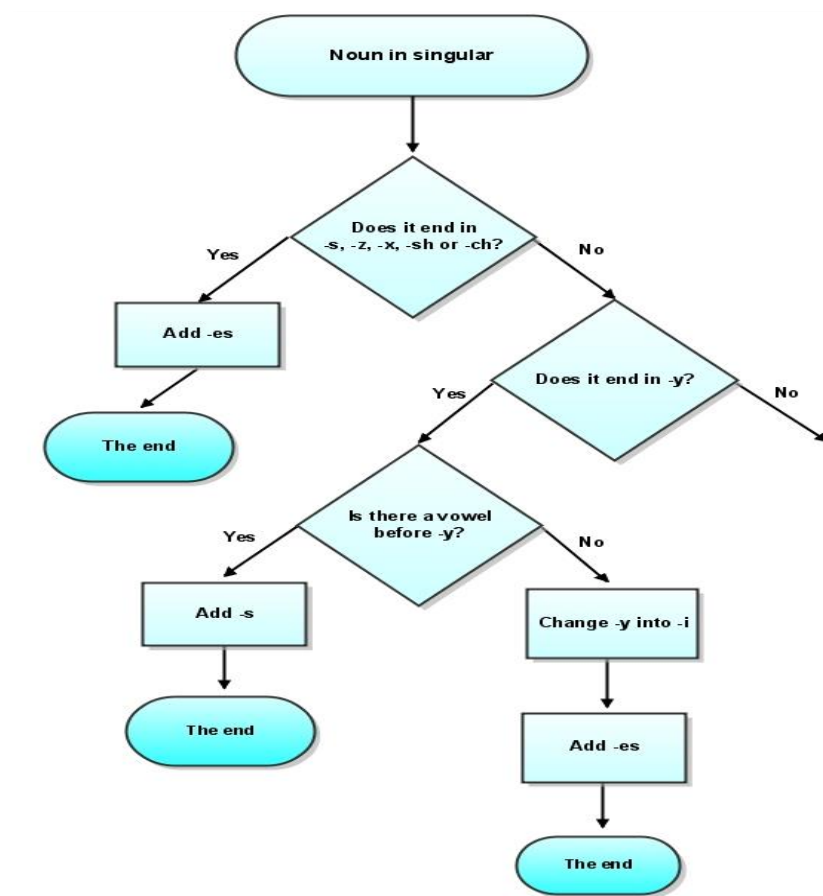 Noun in singular
Does it end in
-s, -z, -x, -sh or -ch?
Yes
No
Add -es
Does it end in -y?
Yes
No
The end
Is there a vowel
before -y?
Yes
No
Add -s
Change -y into -i
The end
Add -es
The end